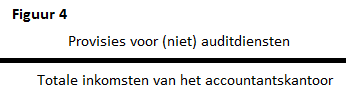 Figuur 4
Provisies voor (niet) auditdiensten
Totale inkomsten van het accountantskantoor